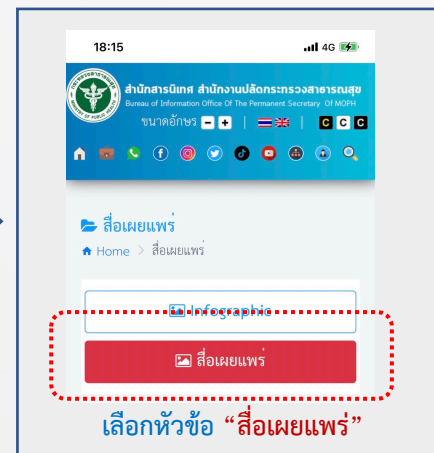 18:15
4G
สำนักสารนิเทศ สำนักงานปลัดกระทรวงสาธารณสุข
Bureau of Information Office Of The Permanent Secretary Of MOPH
ขนาดอักษร - + | | C C C
สื่อเผยแพร่
Home > สื่อเผยแพร่
Infographic
สื่อเผยแพร่
เลือกหัวข้อ “สื่อเผยแพร่”